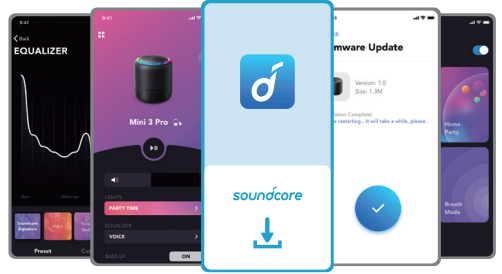 9:41
Back
EQUALIZER
Bass
Midrange
Soundcore
Signature
Preset
9:41
Mini 3 Pro
LIGHTS
PARTY TIME
EQUALIZER
VOICE
BASS UP
ON
soundcore
mware Update
Version: 1.0
Size: 1.3M
ation Complete!
restarting...it will take a while, please
Home
Party
Breath
Mode